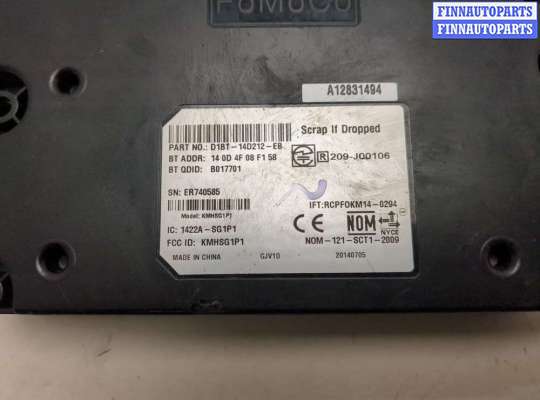 FoMoCo
FINNAUTOPARTS
FINNAUTOPARTS
FINNAUTOPARTS
A12831494
Scrap If Dropped
PART NO.: D1BT-14D212-EB
BT ADDR: 14 0D 4F 08 F1 58
BT QDID: B017701
R 209-J00106
SN: ER740585
Model: KMHSG1P1
IFT:RCPFOKM14-0294
IC: 1422A-SG1P1
FCC ID: KMHSG1P1
CE
NOM
NYCE
NOM-121-SCT1-2009
MADE IN CHINA GJV10 20140705